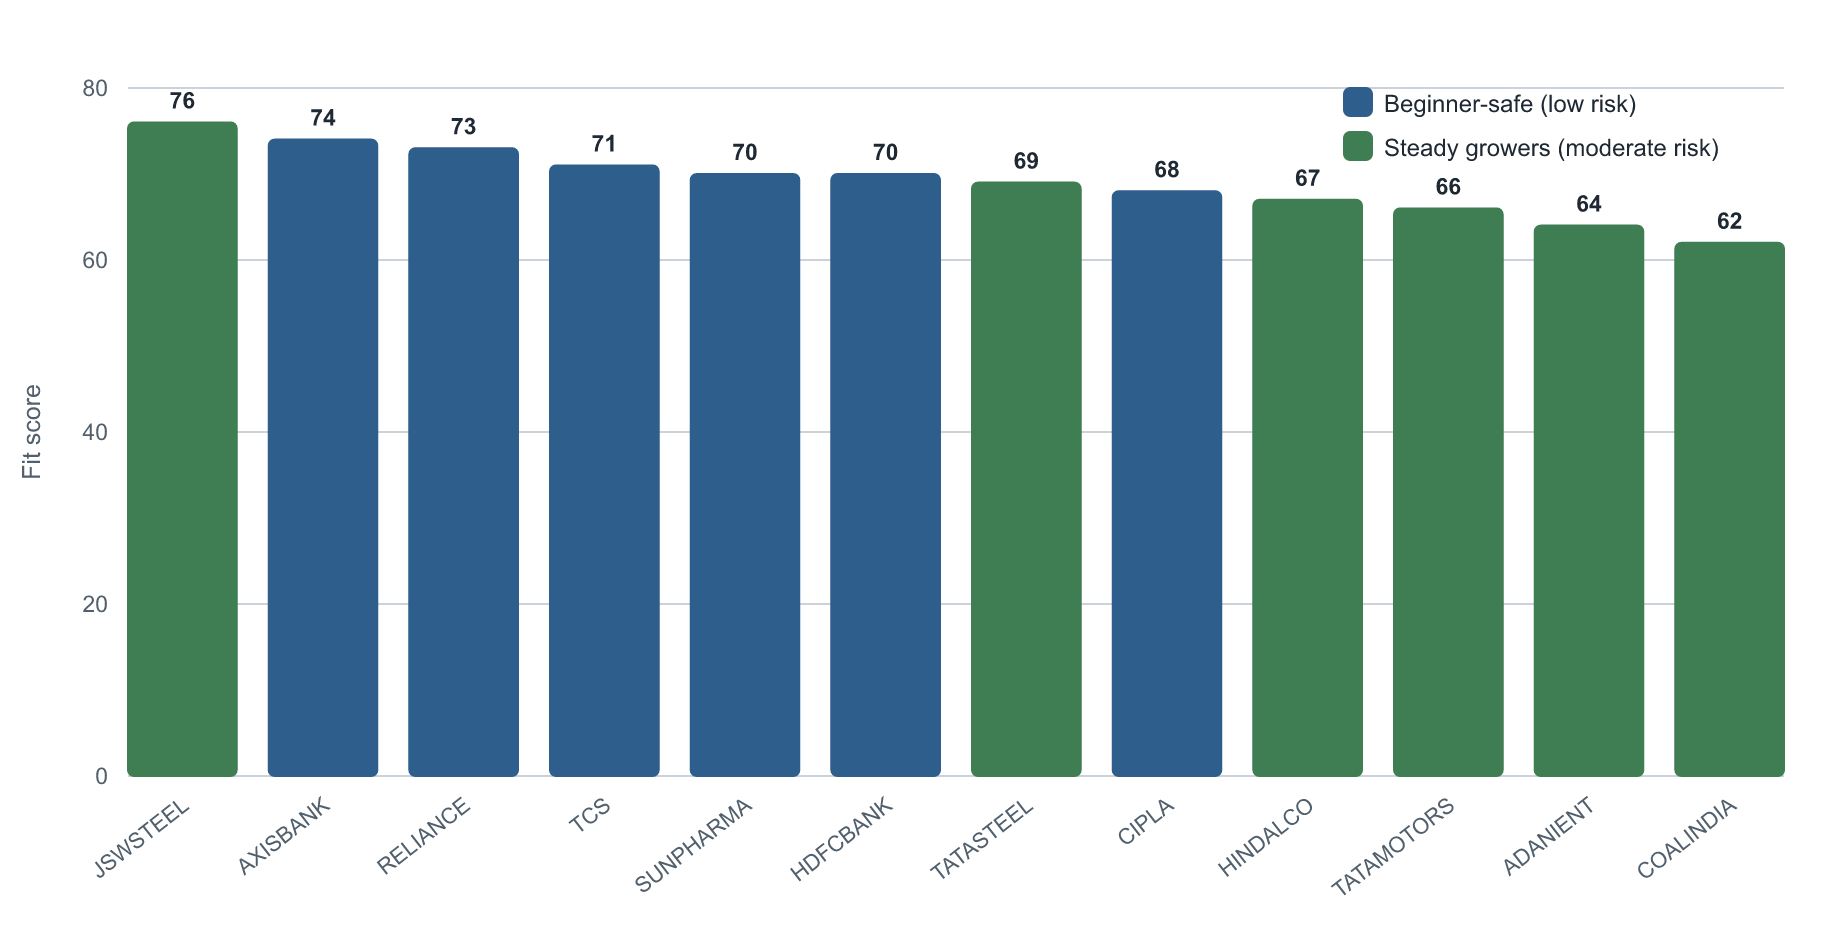 80
60
40
20
0
Fit score
Beginner-safe (low risk)
Steady growers (moderate risk)
76
74
73
71
70
70
69
68
67
66
64
62
JSWSTEEL
AXISBANK
RELIANCE
TCS
SUNPHARMA
HDFCBANK
TATASTEEL
CIPLA
HINDALCO
TATAMOTORS
ADANIENT
COALINDIA